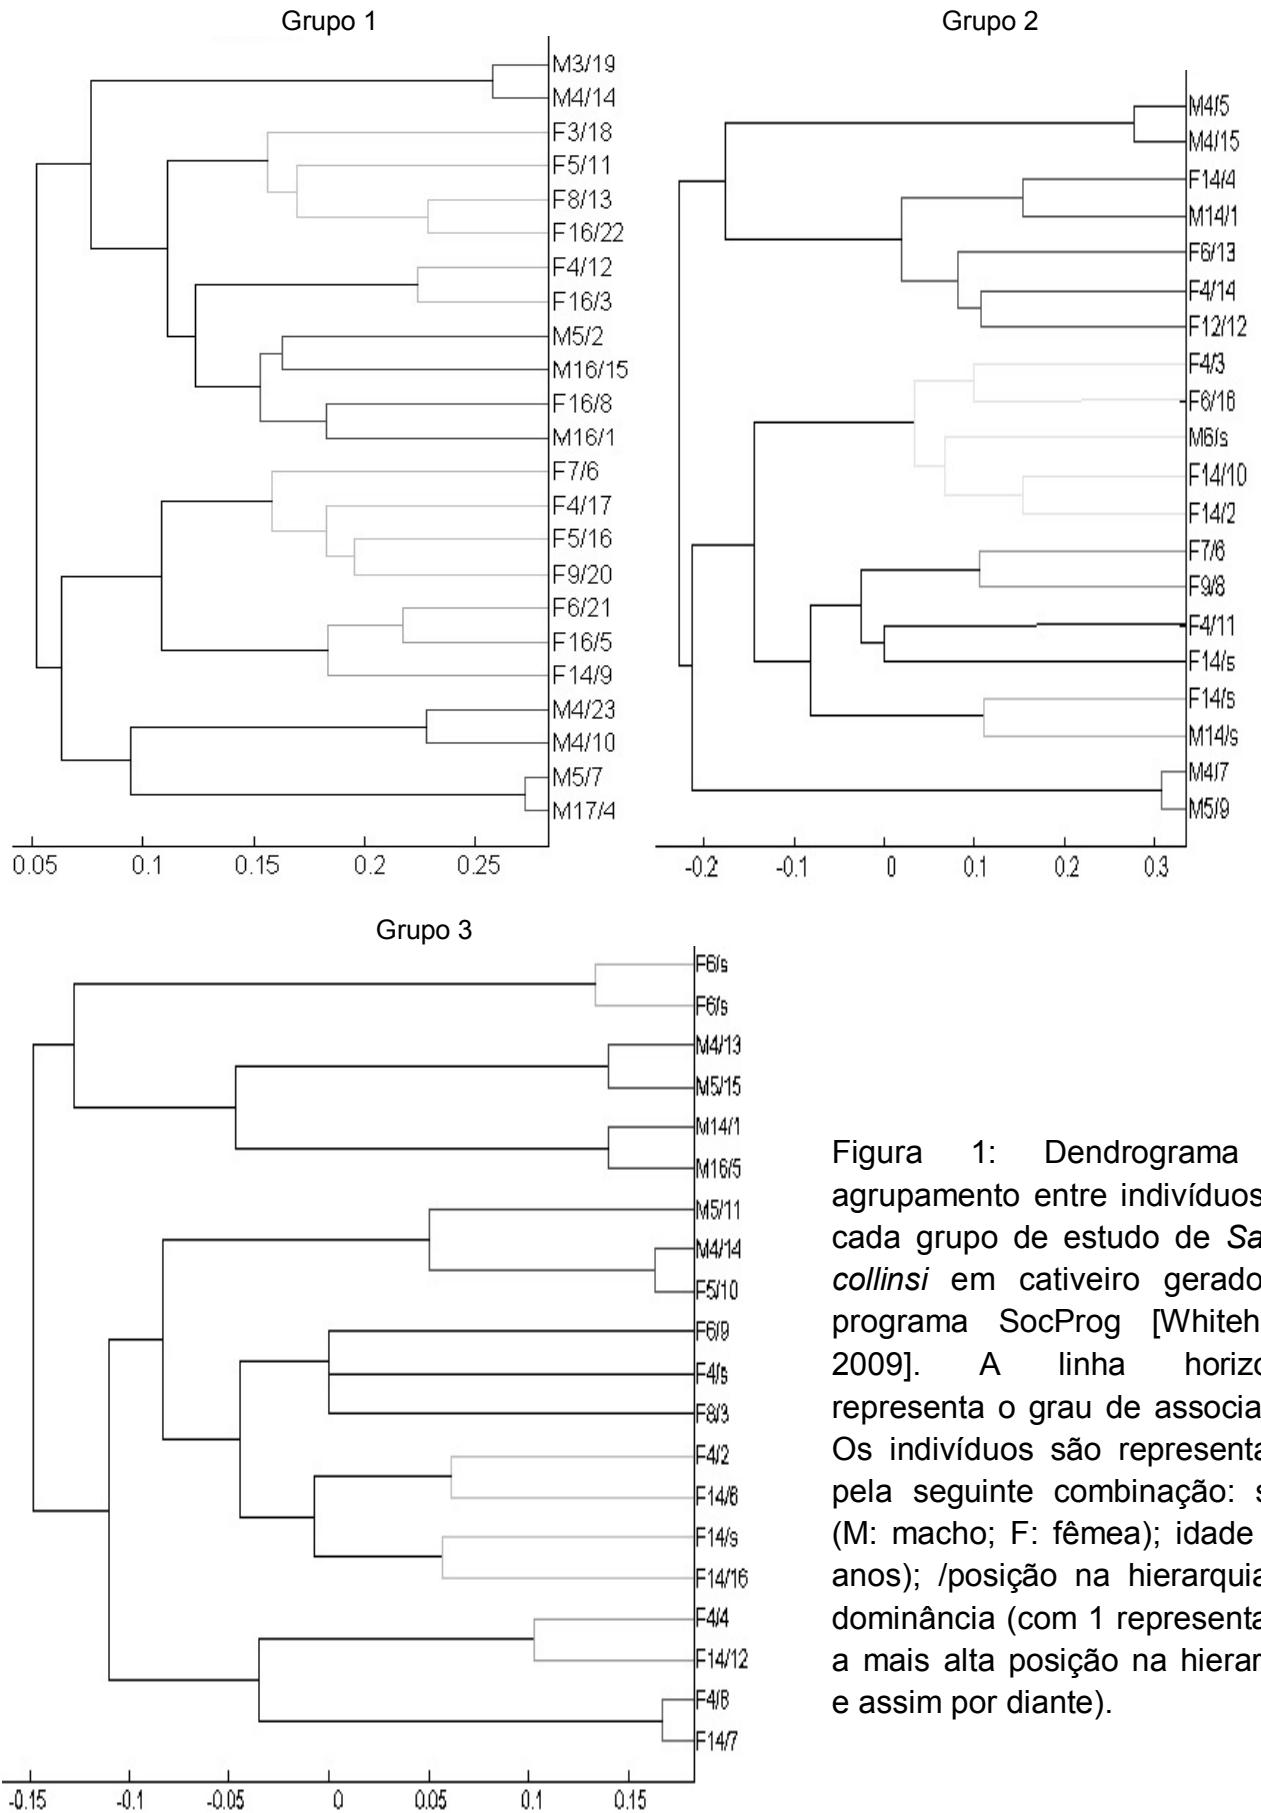 Grupo 1
M3/19
M4/14
F3/18
F5/11
F8/13
F16/22
F4/12
F16/3
M5/2
M16/15
F16/8
M16/1
F7/6
F4/17
F5/16
F9/20
F6/21
F16/5
F14/9
M4/23
M4/10
M5/7
M17/4
0.05 0.1 0.15 0.2 0.25
Grupo 2
M4/5
M4/15
F14/4
M14/1
F6/13
F4/14
F12/12
F4/3
F6/16
M6/s
F14/10
F14/2
F7/6
F9/8
F4/11
F14/s
F14/s
M14/s
M4/7
M5/9
-0.2 -0.1 0 0.1 0.2 0.3
Grupo 3
F6/s
F6/s
M4/13
M5/15
M14/1
M16/5
M5/11
M4/14
F5/10
F6/9
F4/s
F8/3
F4/2
F14/6
F14/s
F14/16
F4/4
F14/12
F4/8
F14/7
-0.15 -0.1 -0.05 0 0.05 0.1 0.15
Figura 1: Dendrograma
agrupamento entre indivíduos
cada grupo de estudo de Sa
collinsi em cativeiro gerado
programa SocProg [Whiteh
2009]. A linha horizo
representa o grau de associa
Os indivíduos são representa
pela seguinte combinação: s
(M: macho; F: fêmea); idade
anos); /posição na hierarquia
dominância (com 1 representa
a mais alta posição na hierar
e assim por diante).